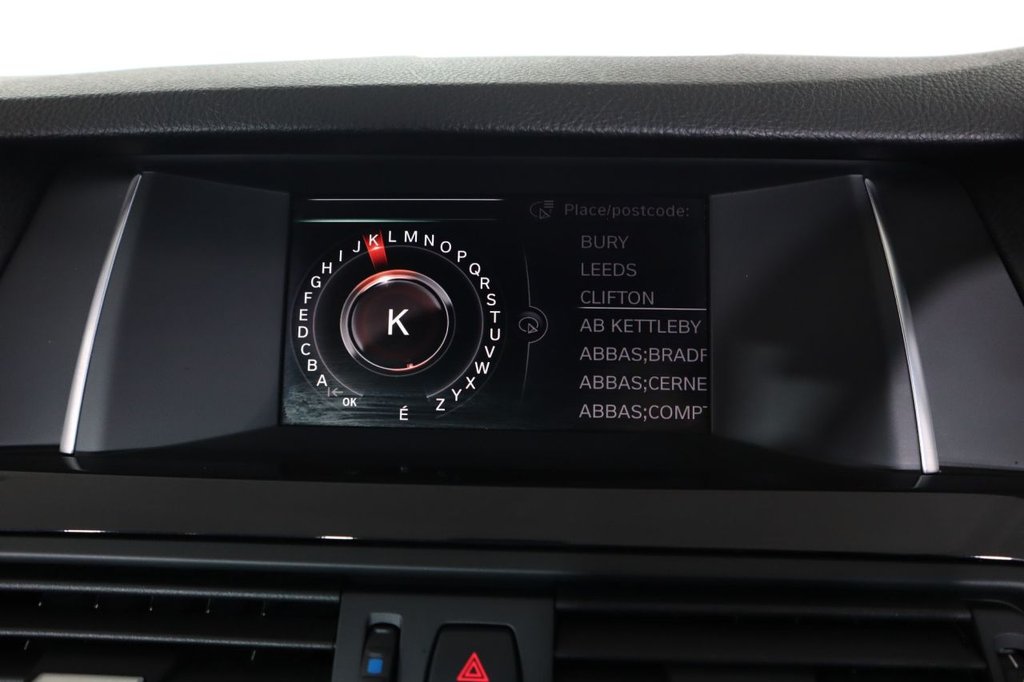 Place/postcode:
BURY
LEEDS
CLIFTON
AB KETTLEBY
ABBAS;BRADF
ABBAS;CERNE
ABBAS;COMPT
A B C D E F G H I J K L M N O P Q R S T U V W X Y Z É
OK
K